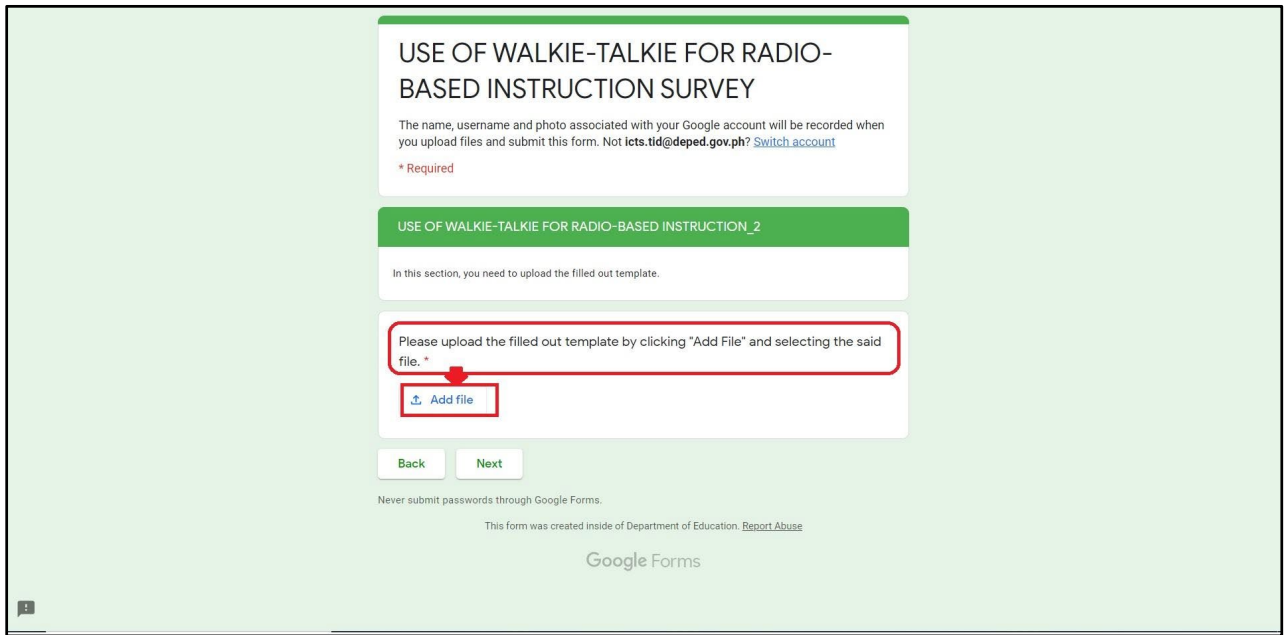 USE OF WALKIE-TALKIE FOR RADIO-
BASED INSTRUCTION SURVEY
The name, username and photo associated with your Google account will be recorded when
you upload files and submit this form. Not icts.tid@deped.gov.ph? Switch account
* Required
USE OF WALKIE-TALKIE FOR RADIO-BASED INSTRUCTION_2
In this section, you need to upload the filled out template.
Please upload the filled out template by clicking "Add File" and selecting the said
file. *
Add file
Back Next
Never submit passwords through Google Forms.
This form was created inside of Department of Education. Report Abuse
Google Forms